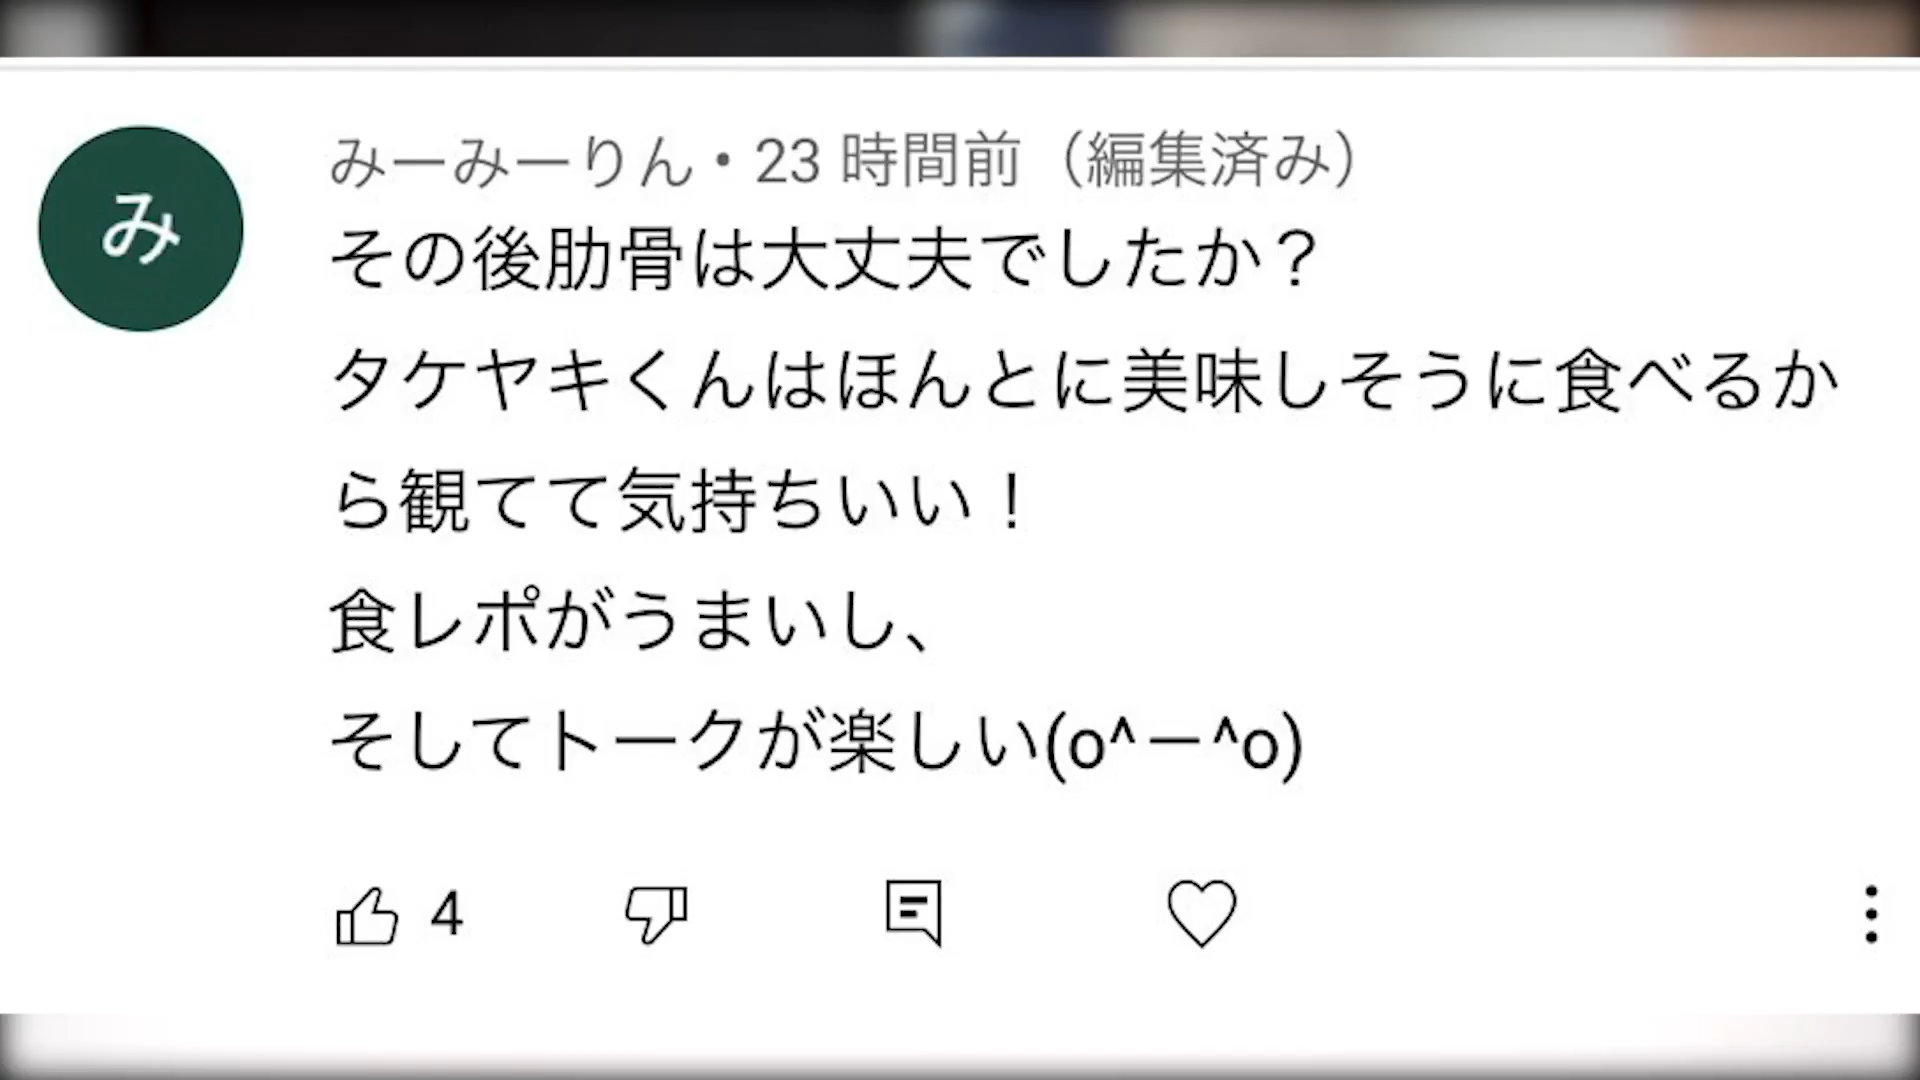 み
みーみーりん・23 時間前（編集済み）
その後肋骨は大丈夫でしたか？
タケヤキくんはほんとに美味しそうに食べるか
ら観てて気持ちいい！
食レポがうまいし、
そしてトークが楽しい(o^ー^o)
4